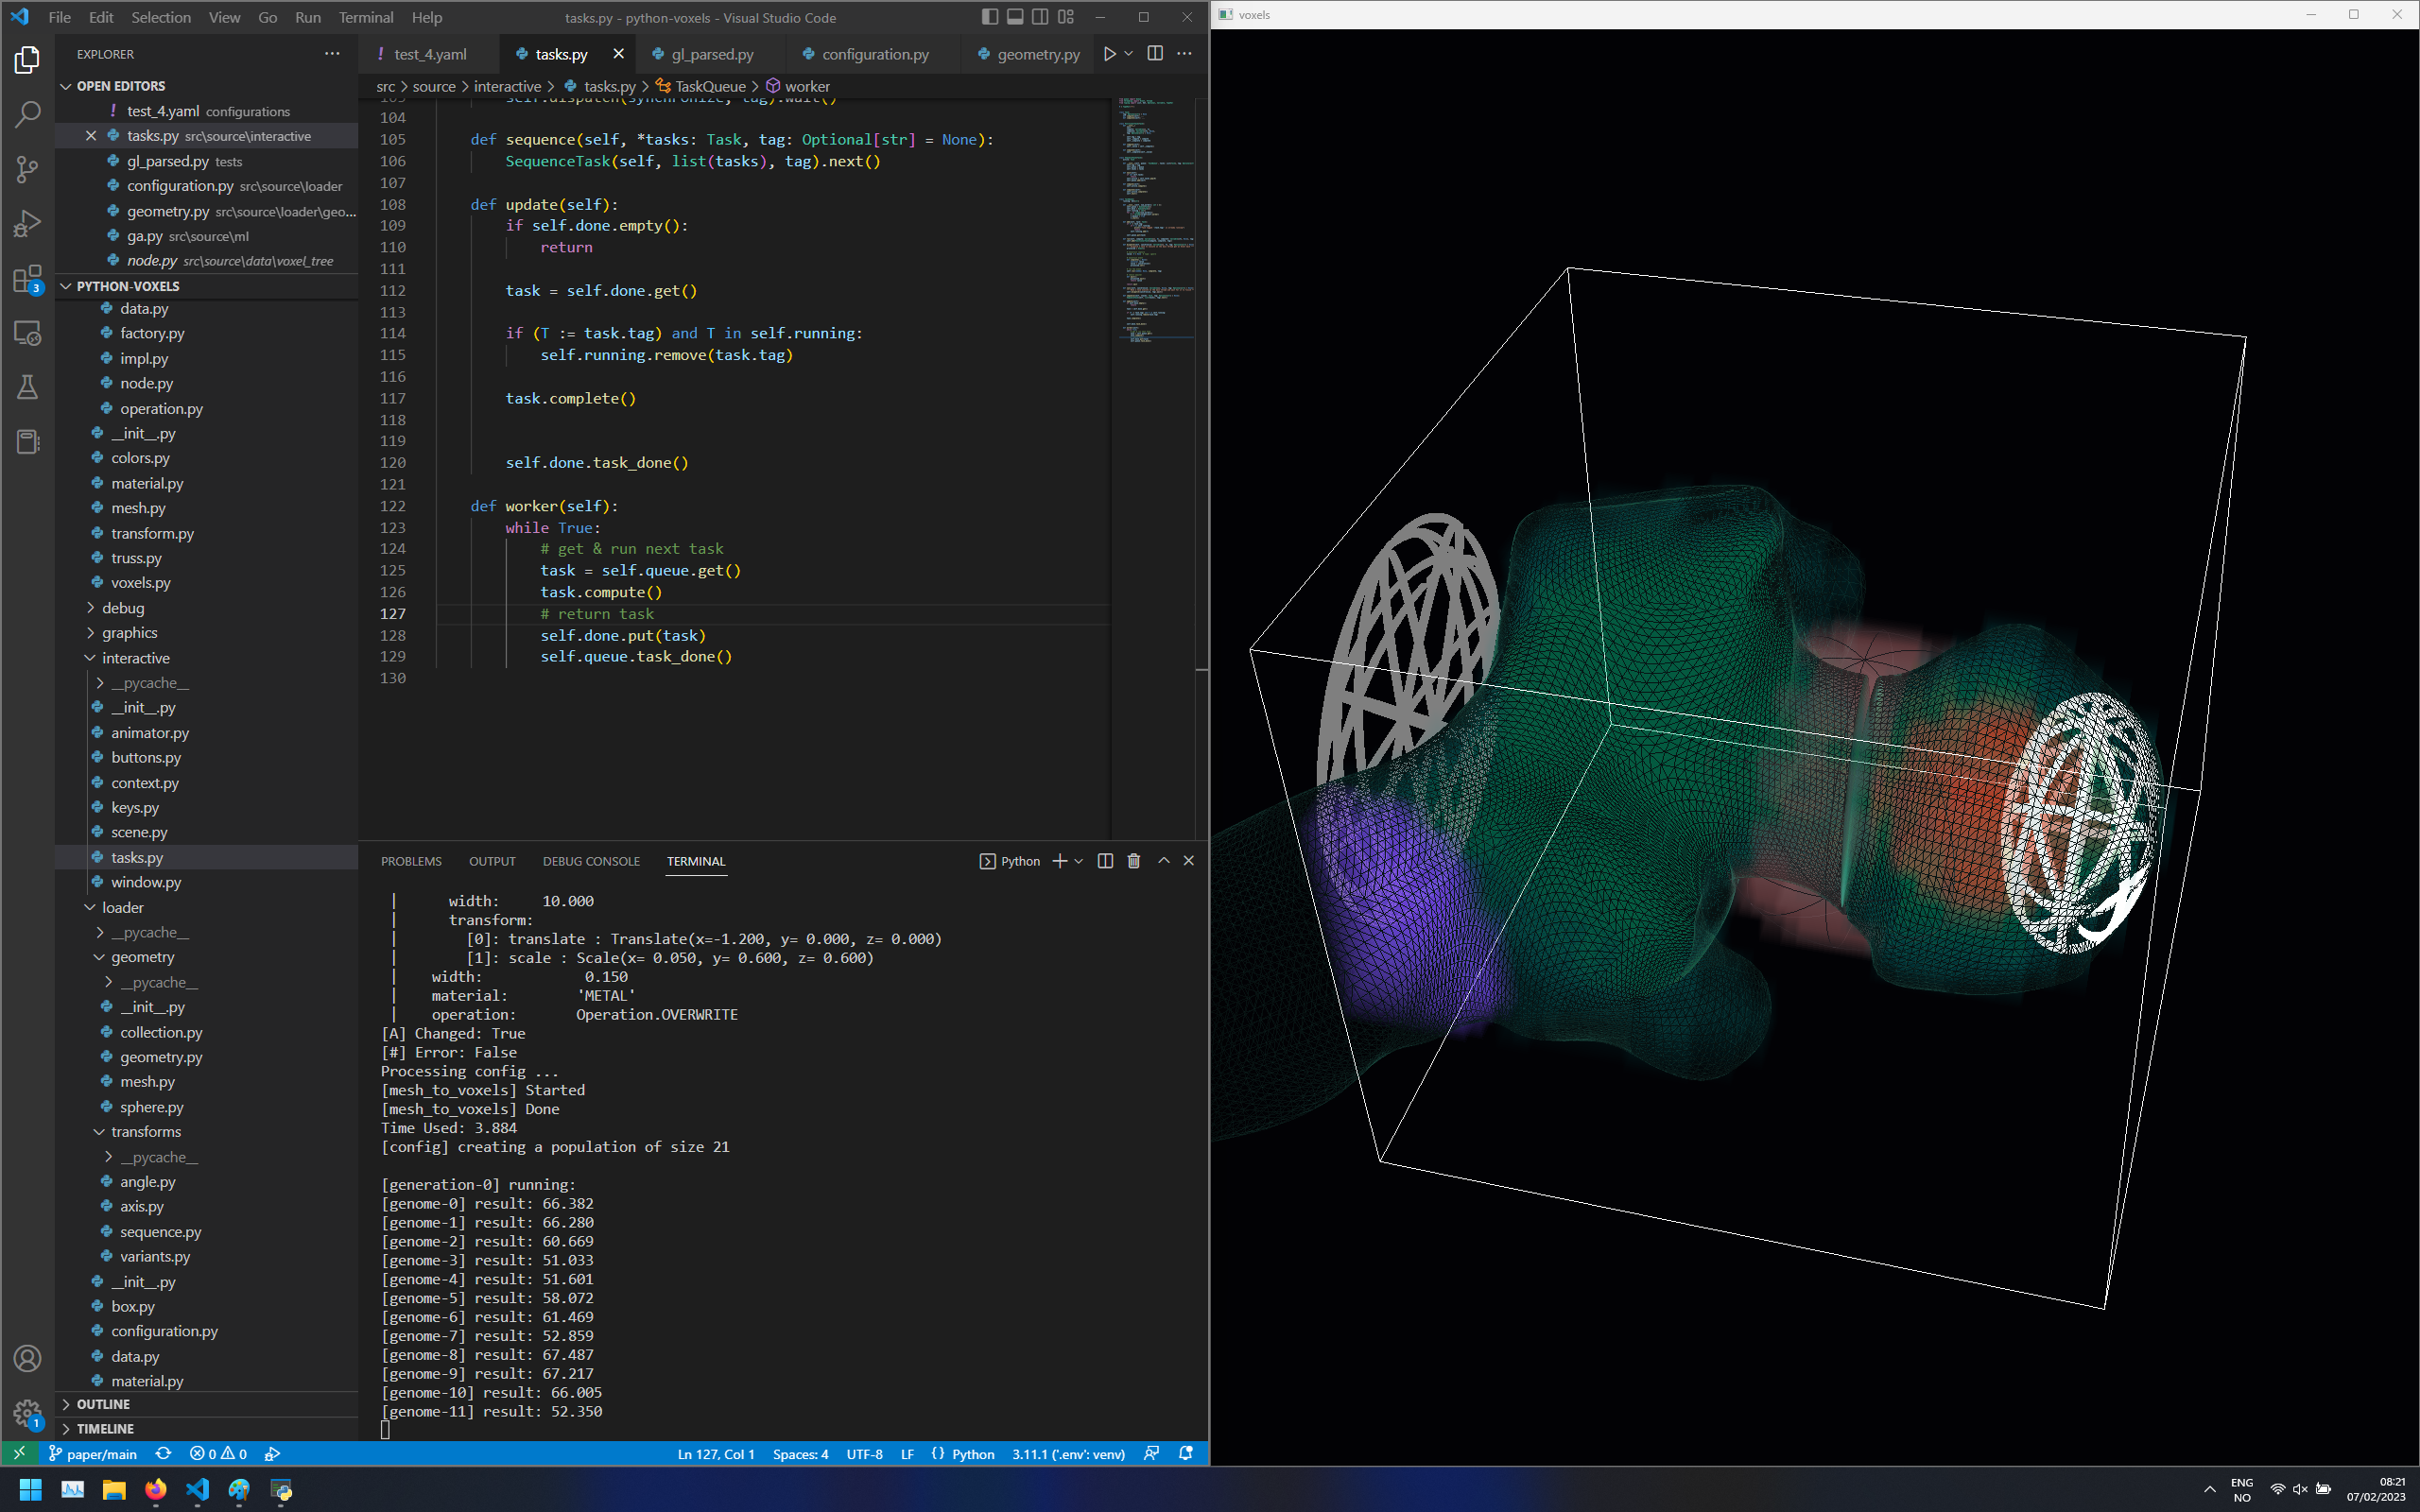 File Edit Selection View Go Run Terminal Help
tasks.py - python-voxels - Visual Studio Code
EXPLORER
OPEN EDITORS
test_4.yaml configurations
tasks.py src\source\interactive
gl_parsed.py tests
configuration.py src\source\loader
geometry.py src\source\loader\geo...
ga.py src\source\ml
node.py src\source\data\voxel_tree
3
PYTHON-VOXELS
data.py
factory.py
impl.py
node.py
operation.py
__init__.py
colors.py
material.py
mesh.py
transform.py
truss.py
voxels.py
debug
graphics
interactive
__pycache__
__init__.py
animator.py
buttons.py
context.py
keys.py
scene.py
tasks.py
window.py
loader
__pycache__
geometry
__pycache__
__init__.py
collection.py
geometry.py
mesh.py
sphere.py
transforms
__pycache__
angle.py
axis.py
sequence.py
variants.py
__init__.py
box.py
configuration.py
data.py
material.py
OUTLINE
TIMELINE
1
test_4.yaml tasks.py gl_parsed.py configuration.py geometry.py
src > source > interactive > tasks.py > TaskQueue > worker
103 self.dispatch(synchronize, tag).wait()
104
105 def sequence(self, *tasks: Task, tag: Optional[str] = None):
106 SequenceTask(self, list(tasks), tag).next()
107
108 def update(self):
109 if self.done.empty():
110 return
111
112 task = self.done.get()
113
114 if (T := task.tag) and T in self.running:
115 self.running.remove(task.tag)
116
117 task.complete()
118
119
120 self.done.task_done()
121
122 def worker(self):
123 while True:
124 # get & run next task
125 task = self.queue.get()
126 task.compute()
127 # return task
128 self.done.put(task)
129 self.queue.task_done()
130
PROBLEMS OUTPUT DEBUG CONSOLE TERMINAL
Python
| width: 10.000
| transform:
| [0]: translate : Translate(x=-1.200, y= 0.000, z= 0.000)
| [1]: scale : Scale(x= 0.050, y= 0.600, z= 0.600)
| width: 0.150
| material: 'METAL'
| operation: Operation.OVERWRITE
[A] Changed: True
[#] Error: False
Processing config ...
[mesh_to_voxels] Started
[mesh_to_voxels] Done
Time Used: 3.884
[config] creating a population of size 21
[generation-0] running:
[genome-0] result: 66.382
[genome-1] result: 66.280
[genome-2] result: 60.669
[genome-3] result: 51.033
[genome-4] result: 51.601
[genome-5] result: 58.072
[genome-6] result: 61.469
[genome-7] result: 52.859
[genome-8] result: 67.487
[genome-9] result: 67.217
[genome-10] result: 66.005
[genome-11] result: 52.350
paper/main 0 0 Ln 127, Col 1 Spaces: 4 UTF-8 LF Python 3.11.1 ('.env': venv)
voxels
ENG
NO
08:21
07/02/2023